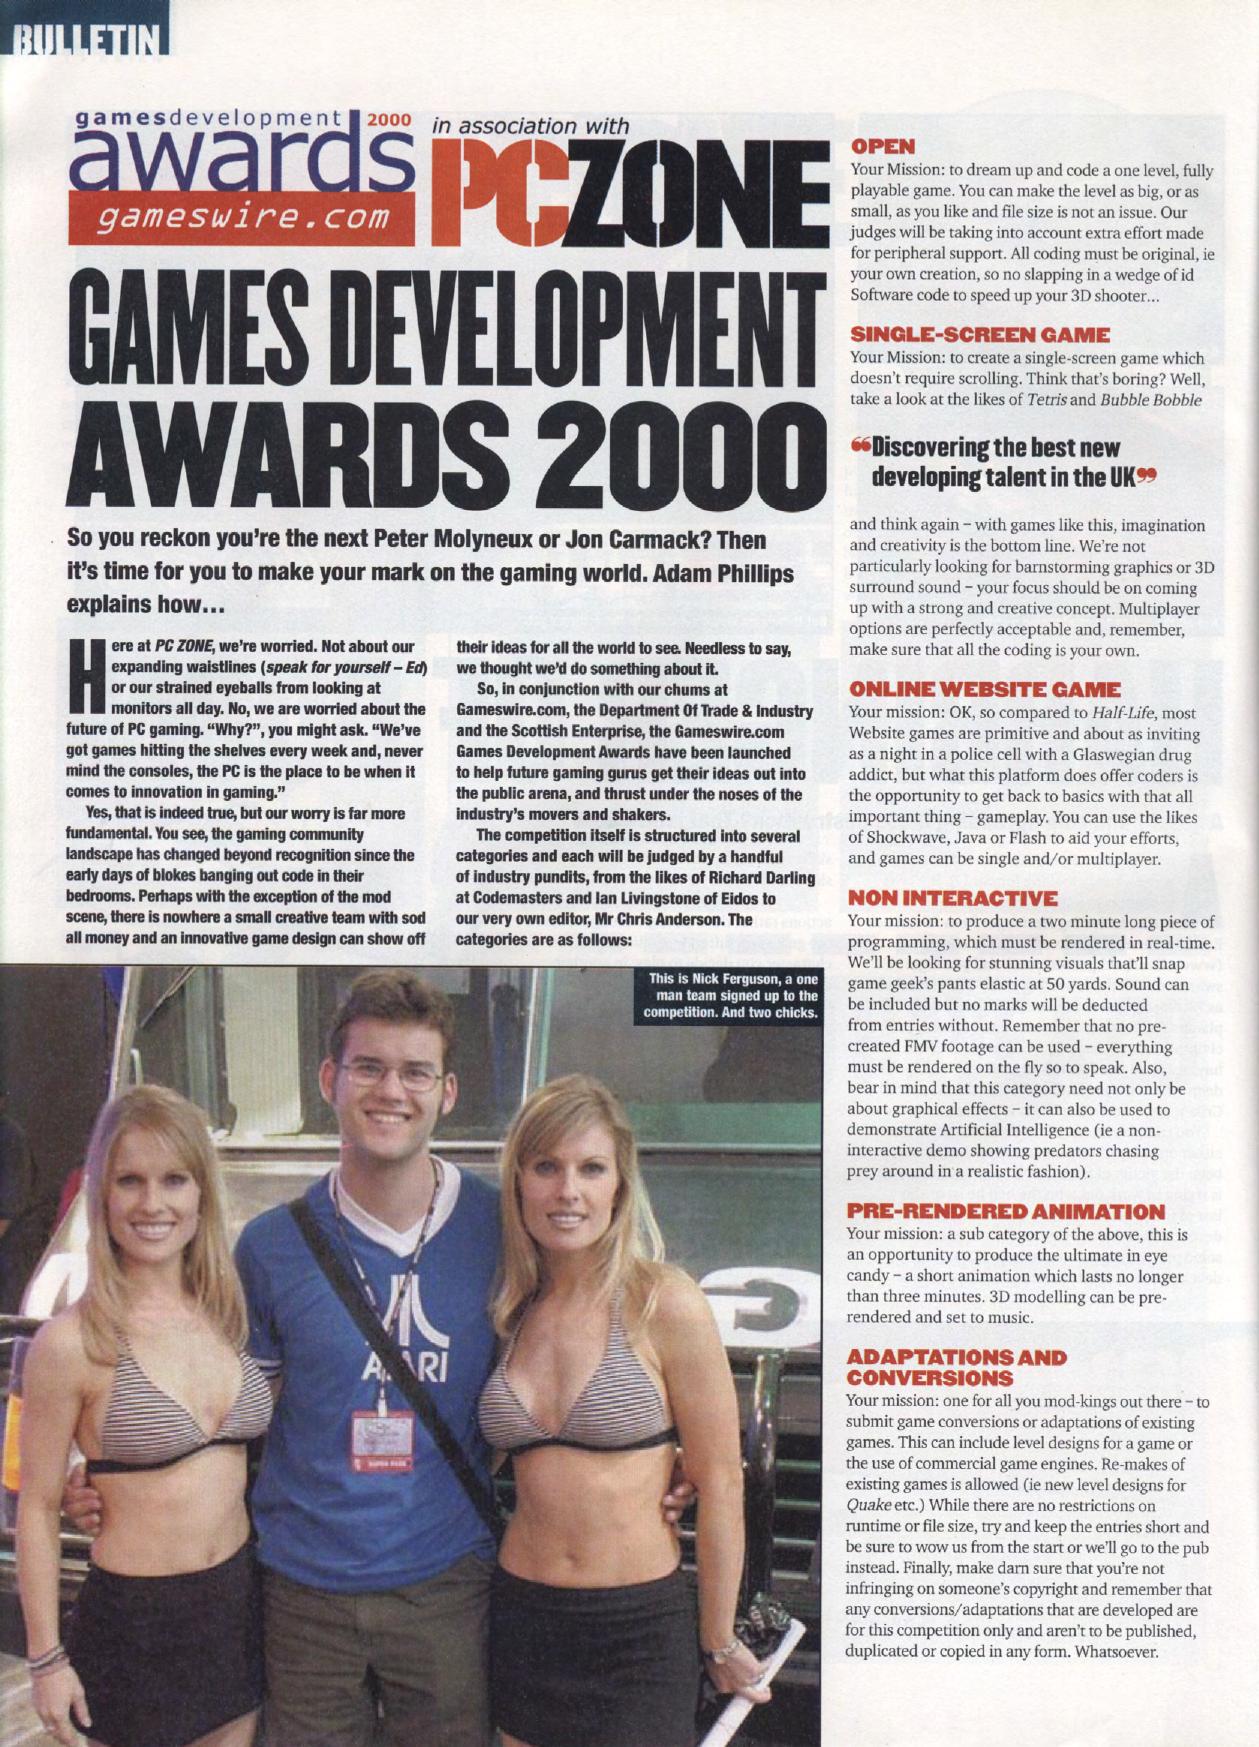 BULLETIN
gamesdevelopment 2000
awards
gameswire.com
in association with
PCZONE
GAMES DEVELOPMENT
AWARDS 2000
So you reckon you're the next Peter Molyneux or Jon Carmack? Then
it's time for you to make your mark on the gaming world. Adam Phillips
explains how...
Here at PC ZONE, we're worried. Not about our
expanding waistlines (speak for yourself – Ed)
or our strained eyeballs from looking at
monitors all day. No, we are worried about the
future of PC gaming. "Why?", you might ask. "We've
got games hitting the shelves every week and, never
mind the consoles, the PC is the place to be when it
comes to innovation in gaming."
Yes, that is indeed true, but our worry is far more
fundamental. You see, the gaming community
landscape has changed beyond recognition since the
early days of blokes banging out code in their
bedrooms. Perhaps with the exception of the mod
scene, there is nowhere a small creative team with sod
all money and an innovative game design can show off
their ideas for all the world to see. Needless to say,
we thought we'd do something about it.
So, in conjunction with our chums at
Gameswire.com, the Department Of Trade & Industry
and the Scottish Enterprise, the Gameswire.com
Games Development Awards have been launched
to help future gaming gurus get their ideas out into
the public arena, and thrust under the noses of the
industry's movers and shakers.
The competition itself is structured into several
categories and each will be judged by a handful
of industry pundits, from the likes of Richard Darling
at Codemasters and Ian Livingstone of Eidos to
our very own editor, Mr Chris Anderson. The
categories are as follows:
This is Nick Ferguson, a one
man team signed up to the
competition. And two chicks.
ATARI
OPEN
Your Mission: to dream up and code a one level, fully
playable game. You can make the level as big, or as
small, as you like and file size is not an issue. Our
judges will be taking into account extra effort made
for peripheral support. All coding must be original, ie
your own creation, so no slapping in a wedge of id
Software code to speed up your 3D shooter...
SINGLE-SCREEN GAME
Your Mission: to create a single-screen game which
doesn't require scrolling. Think that's boring? Well,
take a look at the likes of Tetris and Bubble Bobble
“Discovering the best new
developing talent in the UK”
and think again – with games like this, imagination
and creativity is the bottom line. We're not
particularly looking for barnstorming graphics or 3D
surround sound – your focus should be on coming
up with a strong and creative concept. Multiplayer
options are perfectly acceptable and, remember,
make sure that all the coding is your own.
ONLINE WEBSITE GAME
Your mission: OK, so compared to Half-Life, most
Website games are primitive and about as inviting
as a night in a police cell with a Glaswegian drug
addict, but what this platform does offer coders is
the opportunity to get back to basics with that all
important thing – gameplay. You can use the likes
of Shockwave, Java or Flash to aid your efforts,
and games can be single and/or multiplayer.
NON INTERACTIVE
Your mission: to produce a two minute long piece of
programming, which must be rendered in real-time.
We'll be looking for stunning visuals that'll snap
game geek's pants elastic at 50 yards. Sound can
be included but no marks will be deducted
from entries without. Remember that no pre-
created FMV footage can be used – everything
must be rendered on the fly so to speak. Also,
bear in mind that this category need not only be
about graphical effects – it can also be used to
demonstrate Artificial Intelligence (ie a non-
interactive demo showing predators chasing
prey around in a realistic fashion).
PRE-RENDERED ANIMATION
Your mission: a sub category of the above, this is
an opportunity to produce the ultimate in eye
candy – a short animation which lasts no longer
than three minutes. 3D modelling can be pre-
rendered and set to music.
ADAPTATIONS AND
CONVERSIONS
Your mission: one for all you mod-kings out there – to
submit game conversions or adaptations of existing
games. This can include level designs for a game or
the use of commercial game engines. Re-makes of
existing games is allowed (ie new level designs for
Quake etc.) While there are no restrictions on
runtime or file size, try and keep the entries short and
be sure to wow us from the start or we'll go to the pub
instead. Finally, make darn sure that you're not
infringing on someone's copyright and remember that
any conversions/adaptations that are developed are
for this competition only and aren't to be published,
duplicated or copied in any form. Whatsoever.